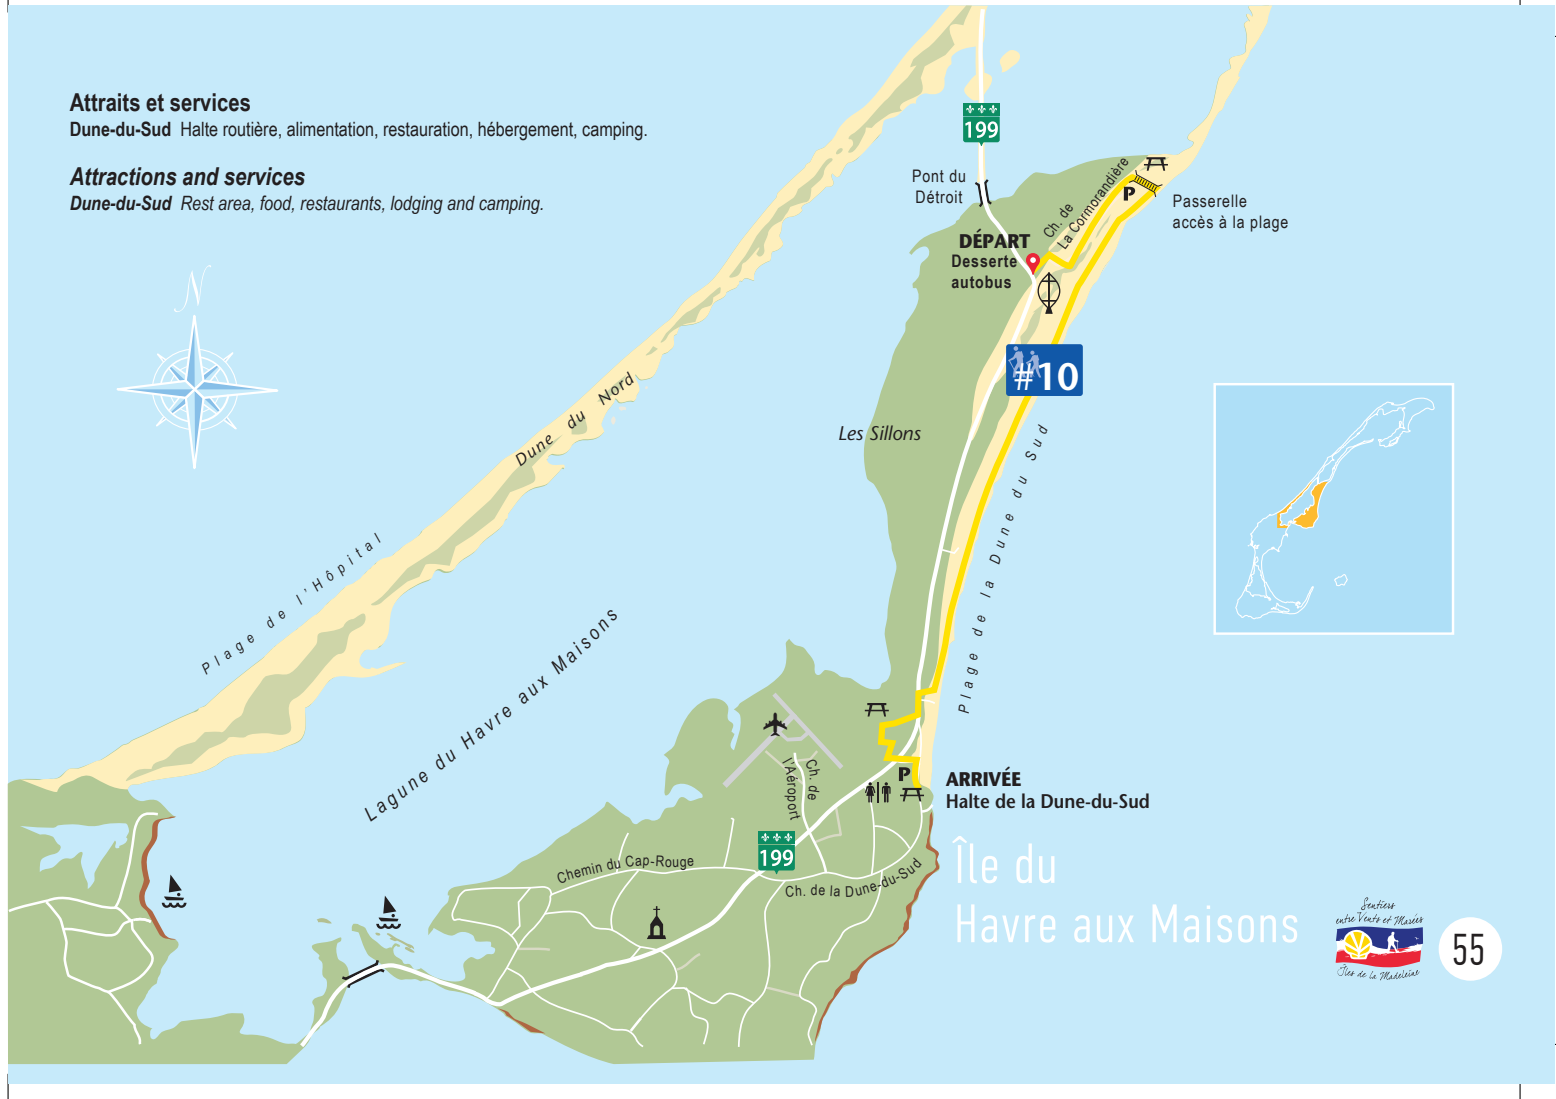 Attraits et services
Dune-du-Sud Halte routière, alimentation, restauration, hébergement, camping.
Attractions and services
Dune-du-Sud Rest area, food, restaurants, lodging and camping.
N
199
Pont du
Détroit
Ch. de
La Cormorandière
P
Passerelle
accès à la plage
DÉPART
Desserte
autobus
#10
Dune du Nord
Les Sillons
Plage de la Dune du Sud
Plage de l'Hôpital
Lagune du Havre aux Maisons
Ch. de
l'Aéroport
P
ARRIVÉE
Halte de la Dune-du-Sud
199
Chemin du Cap-Rouge
Ch. de la Dune-du-Sud
Île du
Havre aux Maisons
Sentiers
entre Vents et Marées
Îles de la Madeleine
55